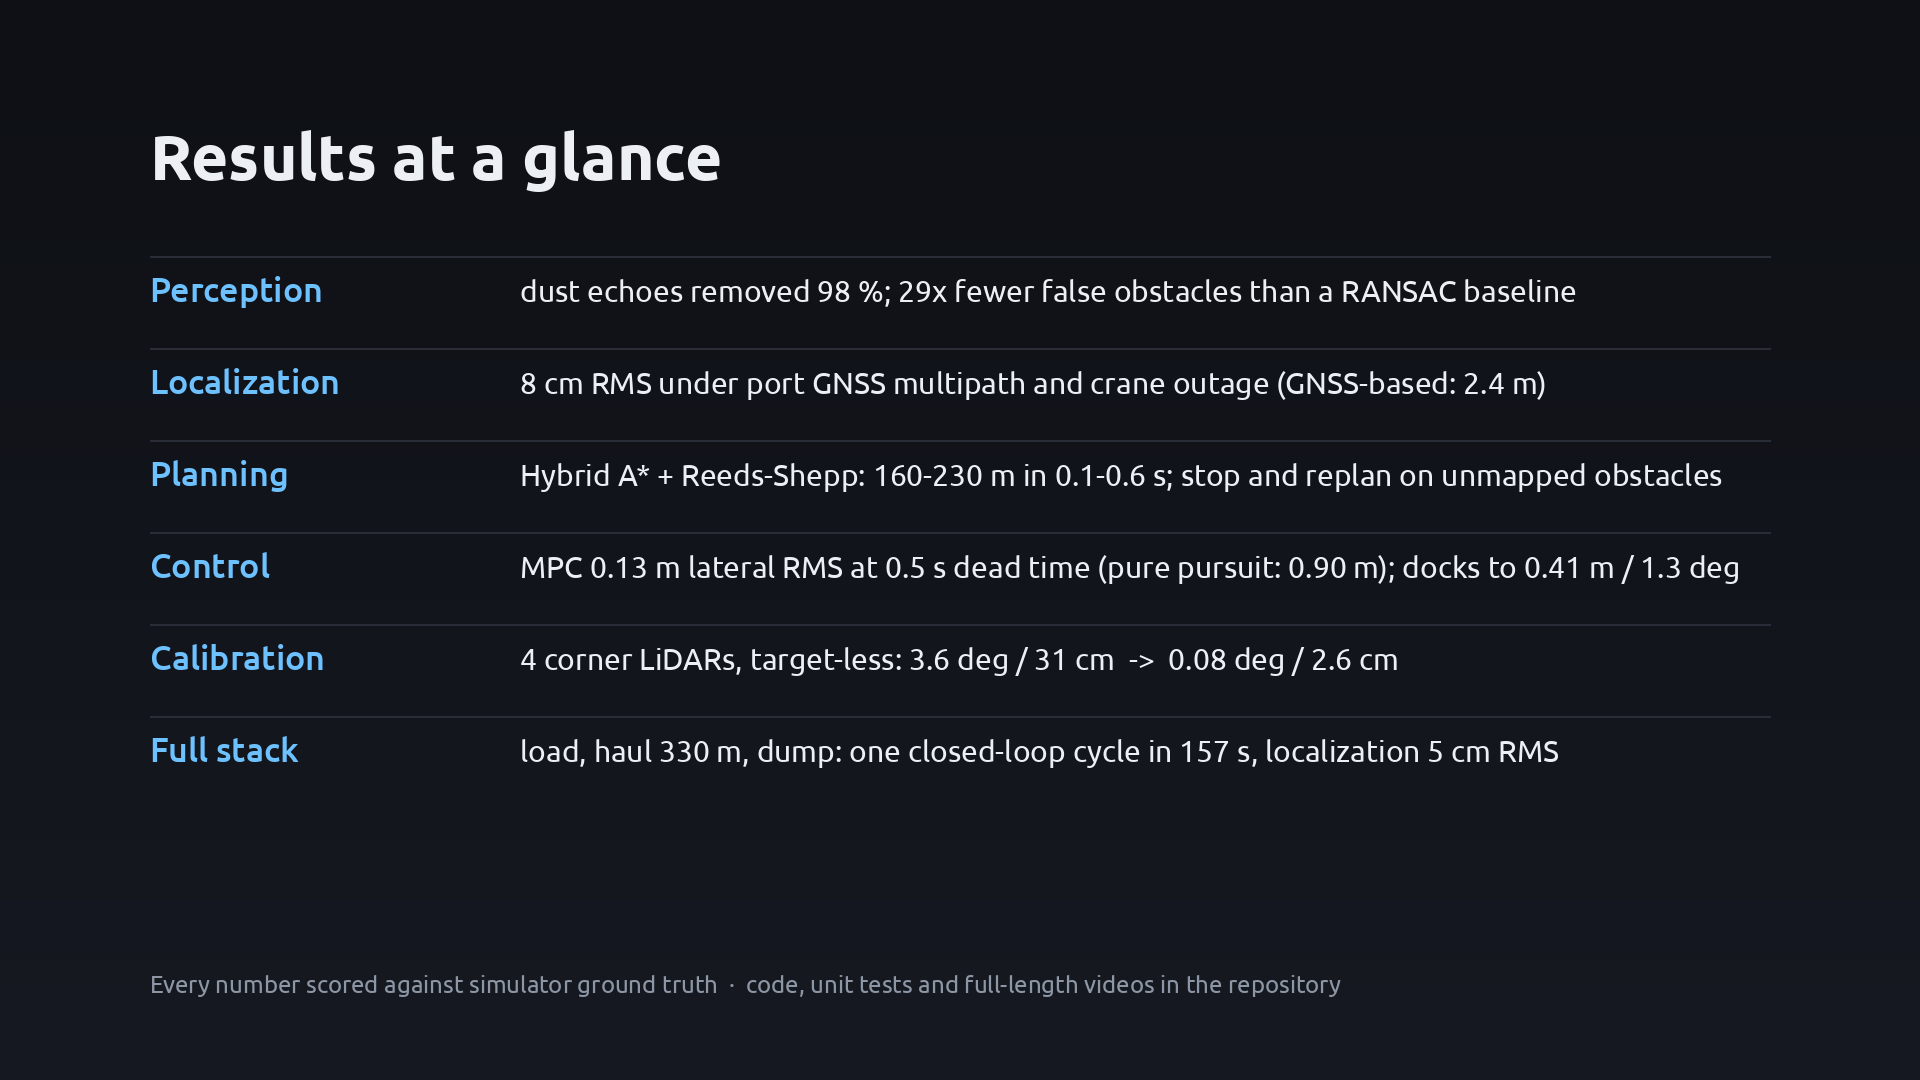 Results at a glance
Perception dust echoes removed 98 %; 29x fewer false obstacles than a RANSAC baseline
Localization 8 cm RMS under port GNSS multipath and crane outage (GNSS-based: 2.4 m)
Planning Hybrid A* + Reeds-Shepp: 160-230 m in 0.1-0.6 s; stop and replan on unmapped obstacles
Control MPC 0.13 m lateral RMS at 0.5 s dead time (pure pursuit: 0.90 m); docks to 0.41 m / 1.3 deg
Calibration 4 corner LiDARs, target-less: 3.6 deg / 31 cm -> 0.08 deg / 2.6 cm
Full stack load, haul 330 m, dump: one closed-loop cycle in 157 s, localization 5 cm RMS
Every number scored against simulator ground truth · code, unit tests and full-length videos in the repository